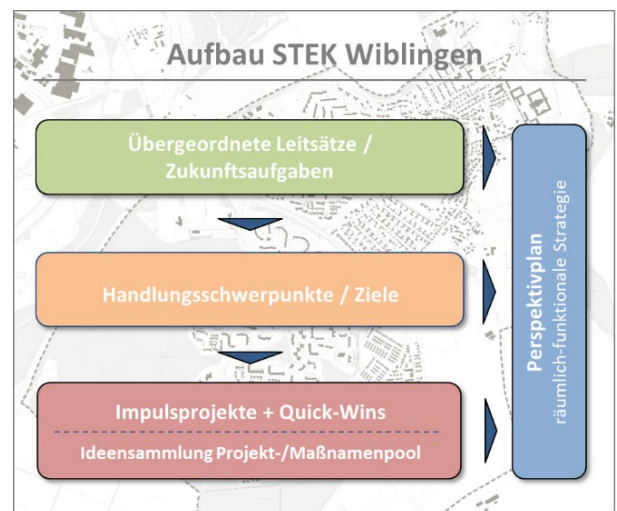 Aufbau STEK Wiblingen
Übergeordnete Leitsätze /
Zukunftsaufgaben
Handlungsschwerpunkte / Ziele
Impulsprojekte + Quick-Wins
Ideensammlung Projekt-/Maßnamenpool
Perspektivplan
räumlich-funktionale Strategie